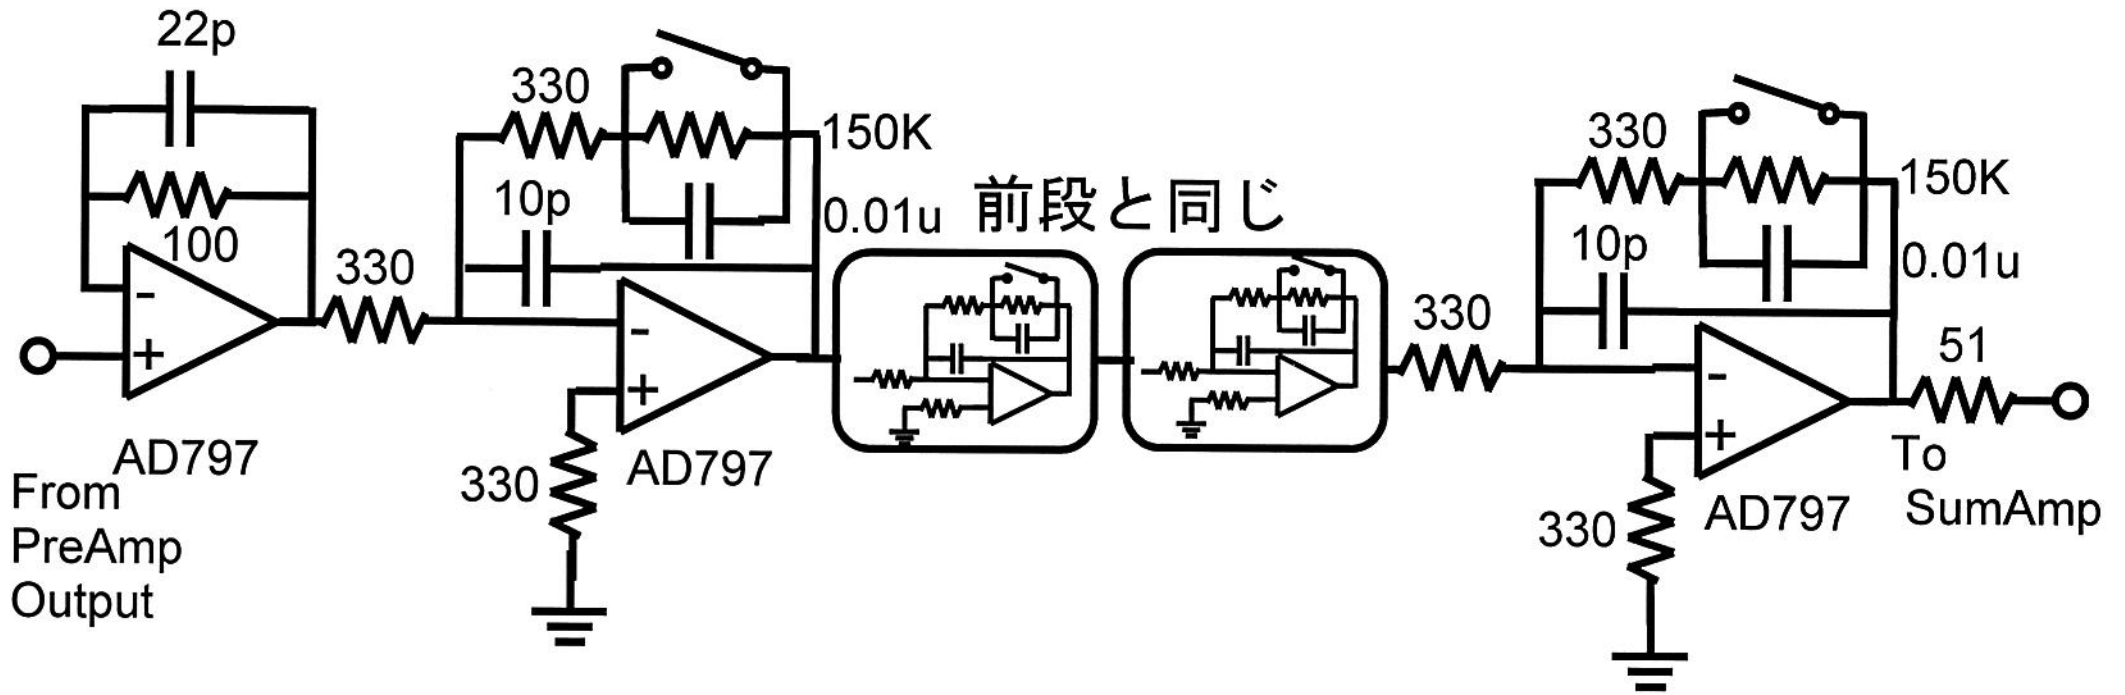 22p
100
AD797
From
PreAmp
Output
330
330
150K
10p
0.01u
-
+
330
AD797
前段と同じ
330
330
150K
10p
0.01u
-
+
330
AD797
51
To
SumAmp
-
+